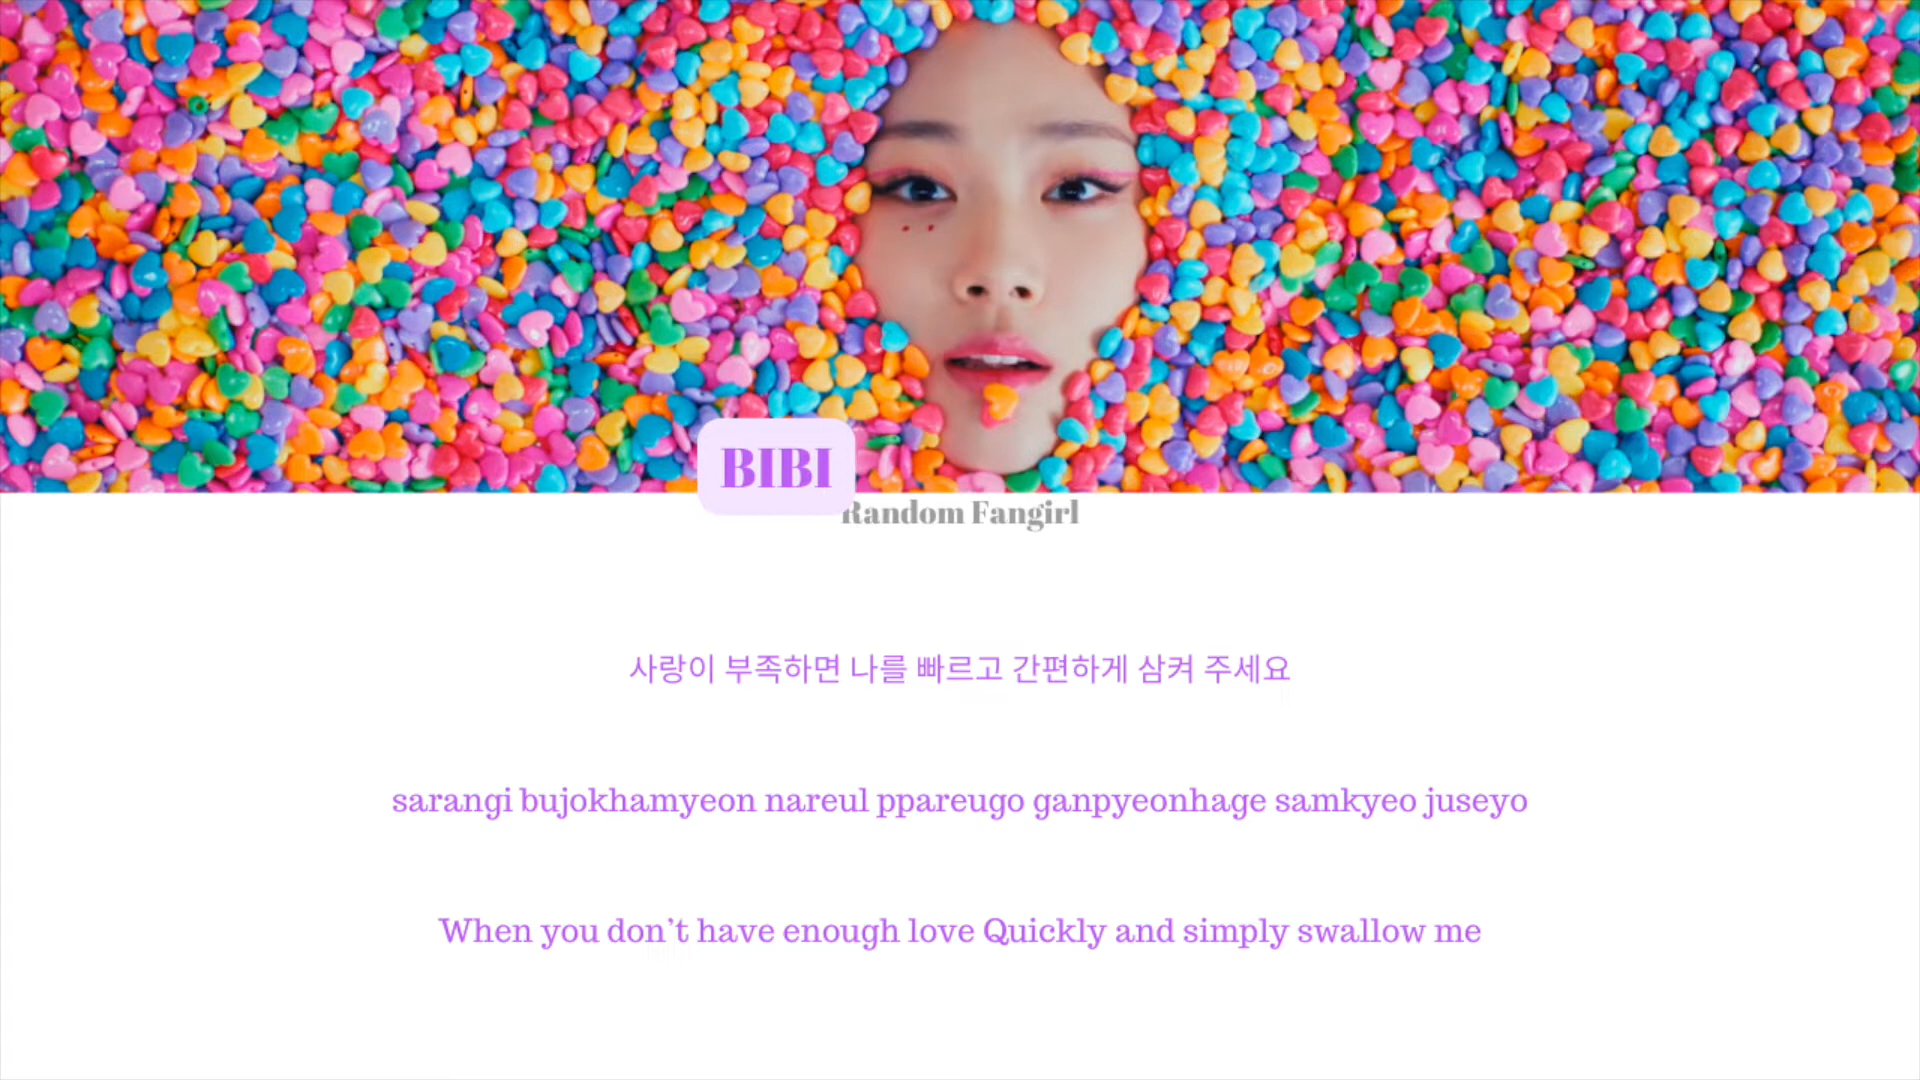 BIBI
Random Fangirl
사랑이 부족하면 나를 빠르고 간편하게 삼켜 주세요
sarangi bujokhamyeon nareul ppareugo ganpyeonhage samkyeo juseyo
When you don’t have enough love Quickly and simply swallow me